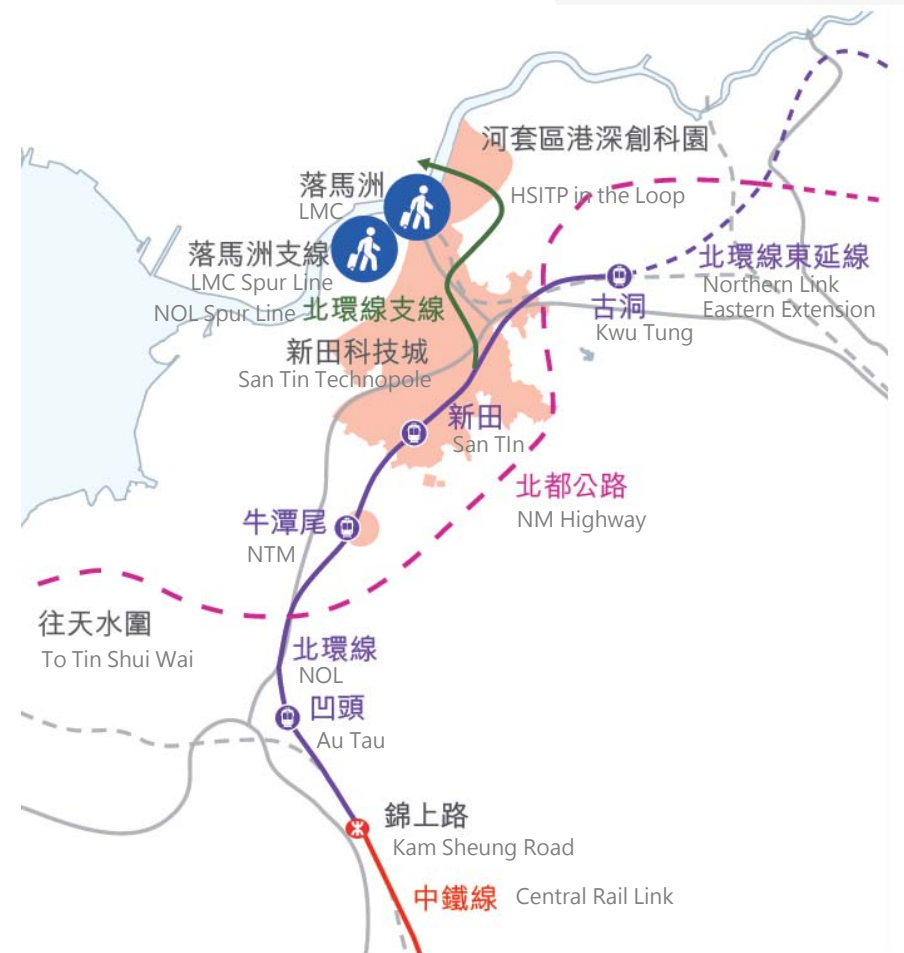 河套區港深創科園
HSITP in the Loop
落馬洲
LMC
落馬洲支線
LMC Spur Line
北環線東延線
Northern Link
Eastern Extension
NOL Spur Line 北環線支線
古洞
Kwu Tung
新田科技城
San Tin Technopole
新田
San TIn
北都公路
NM Highway
牛潭尾
NTM
往天水圍
To Tin Shui Wai
北環線
NOL
凹頭
Au Tau
錦上路
Kam Sheung Road
中鐵線 Central Rail Link